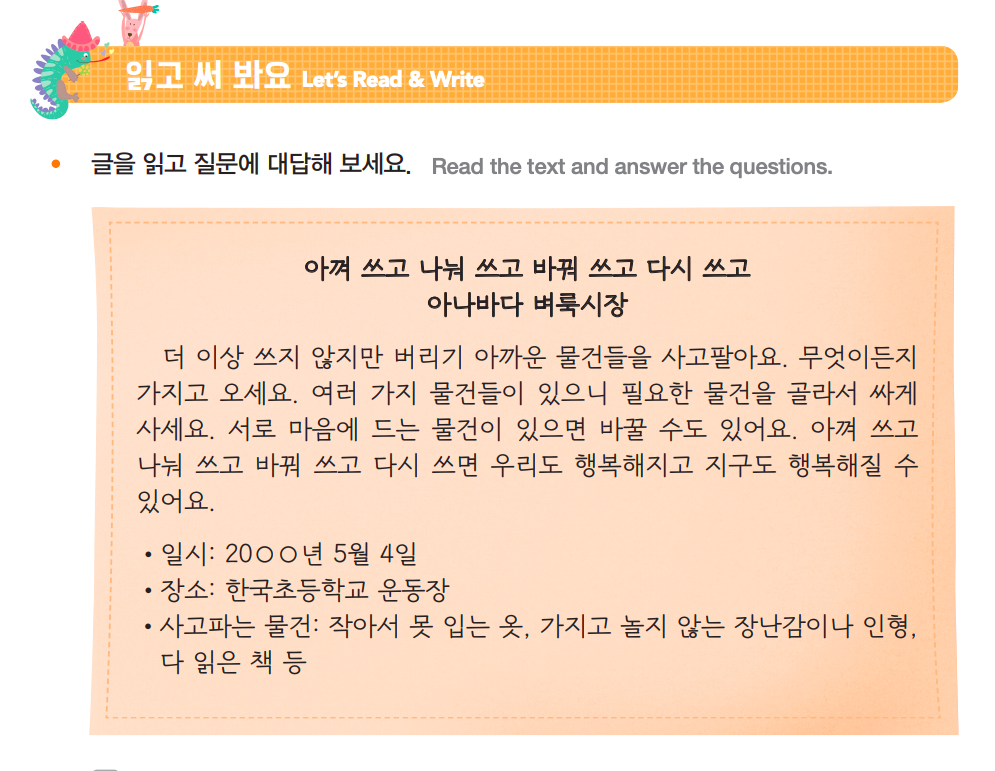 읽고 써 봐요 Let's Read & Write
• 글을 읽고 질문에 대답해 보세요. Read the text and answer the questions.
아껴 쓰고 나눠 쓰고 바꿔 쓰고 다시 쓰고
아나바다 벼룩시장
더 이상 쓰지 않지만 버리기 아까운 물건들을 사고팔아요. 무엇이든지
가지고 오세요. 여러 가지 물건들이 있으니 필요한 물건을 골라서 싸게
사세요. 서로 마음에 드는 물건이 있으면 바꿀 수도 있어요. 아껴 쓰고
나눠 쓰고 바꿔 쓰고 다시 쓰면 우리도 행복해지고 지구도 행복해질 수
있어요.
• 일시: 20○○년 5월 4일
• 장소: 한국초등학교 운동장
• 사고파는 물건: 작아서 못 입는 옷, 가지고 놀지 않는 장난감이나 인형,
다 읽은 책 등